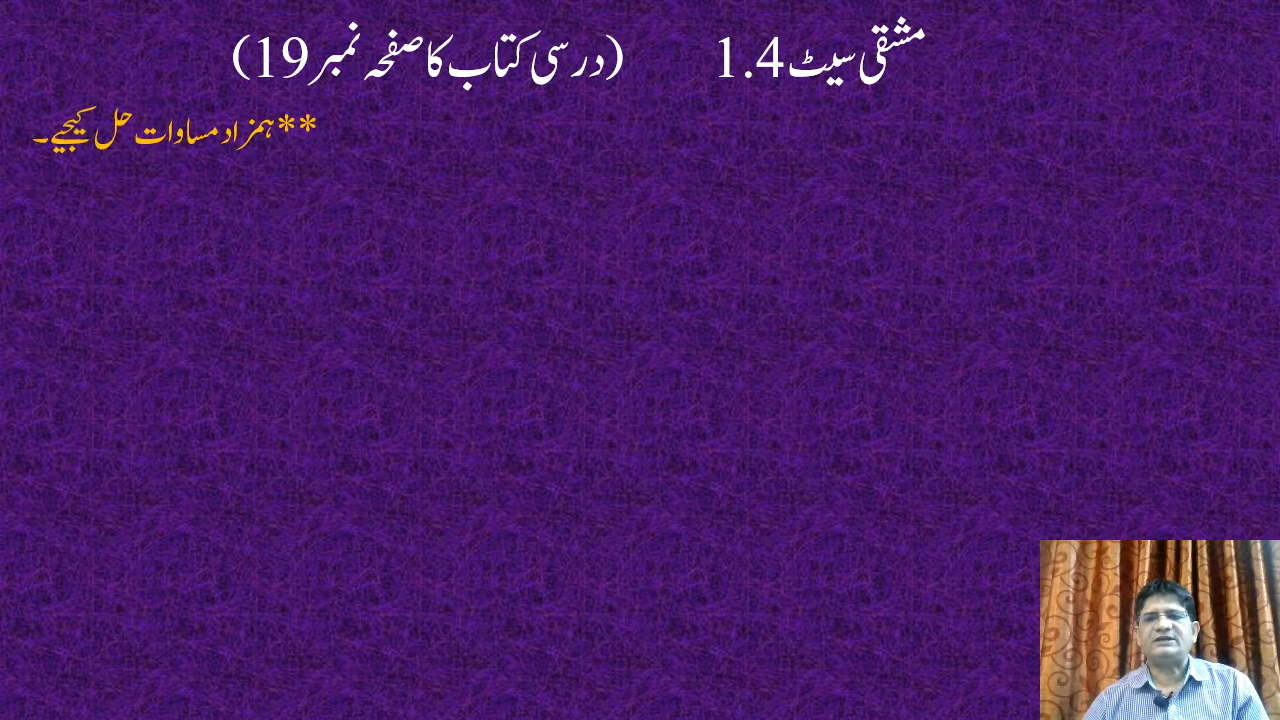 مشقی سیٹ 1.4 (درسی کتاب کا صفحہ نمبر 19)
**ہمزاد مساوات حل کیجیے۔